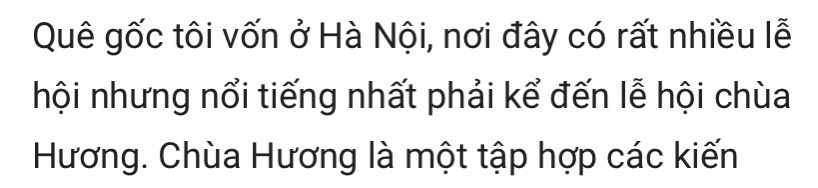 Quê gốc tôi vốn ở Hà Nội, nơi đây có rất nhiều lễ
hội nhưng nổi tiếng nhất phải kể đến lễ hội chùa
Hương. Chùa Hương là một tập hợp các kiến